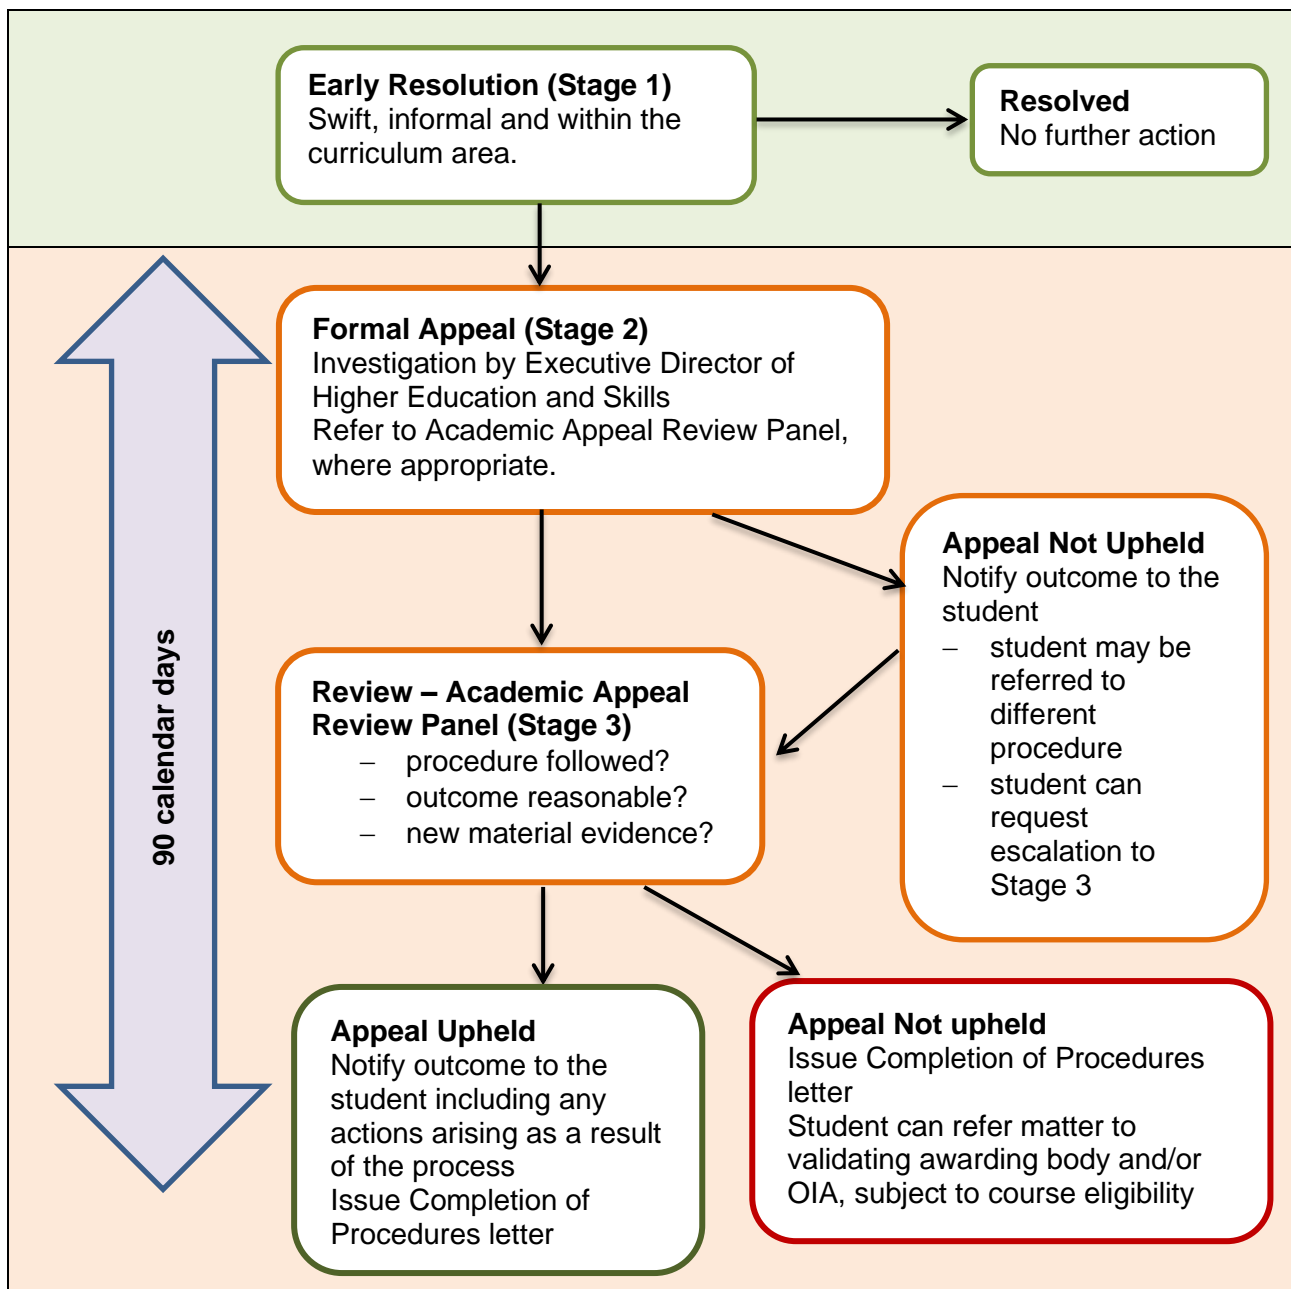 Early Resolution (Stage 1)
Swift, informal and within the
curriculum area.
Resolved
No further action
Formal Appeal (Stage 2)
Investigation by Executive Director of
Higher Education and Skills
Refer to Academic Appeal Review Panel,
where appropriate.
Appeal Not Upheld
Notify outcome to the
student
– student may be
referred to
different
procedure
– student can
request
escalation to
Stage 3
90 calendar days
Review – Academic Appeal
Review Panel (Stage 3)
– procedure followed?
– outcome reasonable?
– new material evidence?
Appeal Upheld
Notify outcome to the
student including any
actions arising as a result
of the process
Issue Completion of
Procedures letter
Appeal Not upheld
Issue Completion of Procedures
letter
Student can refer matter to
validating awarding body and/or
OIA, subject to course eligibility